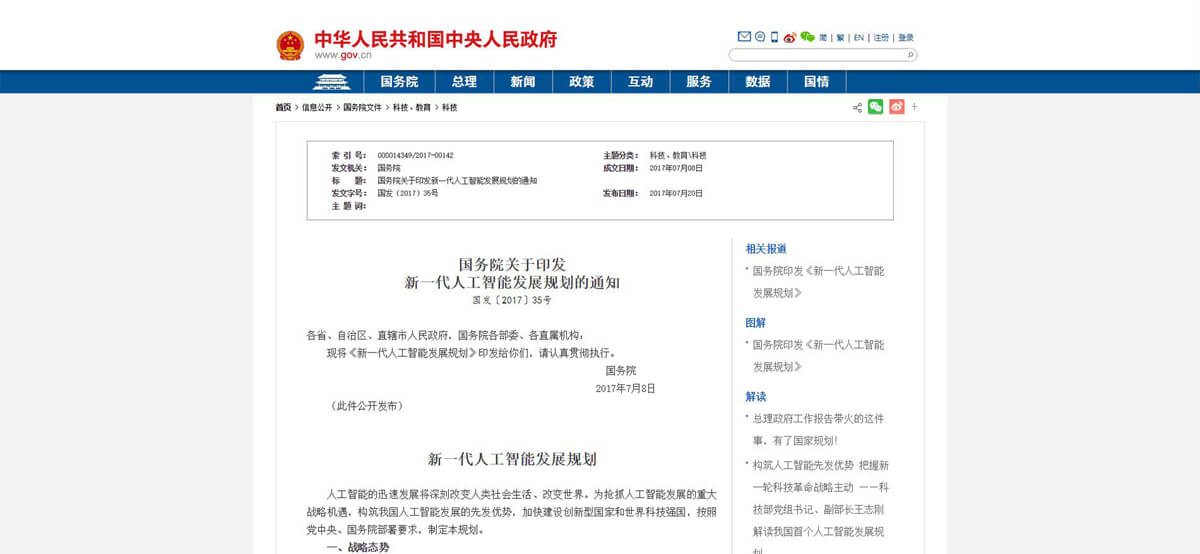 中华人民共和国中央人民政府
www.gov.cn
简 | 繁 | EN | 注册 | 登录
国务院 总理 新闻 政策 互动 服务 数据 国情
首页 > 信息公开 > 国务院文件 > 科技、教育 > 科技
索 引 号: 000014349/2017-00142 主题分类: 科技、教育\科技
发文机关: 国务院 成文日期: 2017年07月08日
标 题: 国务院关于印发新一代人工智能发展规划的通知
发文字号: 国发〔2017〕35号 发布日期: 2017年07月20日
主 题 词:
国务院关于印发
新一代人工智能发展规划的通知
国发〔2017〕35号
各省、自治区、直辖市人民政府,国务院各部委、各直属机构:
现将《新一代人工智能发展规划》印发给你们,请认真贯彻执行。
国务院
2017年7月8日
(此件公开发布)
新一代人工智能发展规划
人工智能的迅速发展将深刻改变人类社会生活、改变世界。为抢抓人工智能发展的重大
战略机遇,构筑我国人工智能发展的先发优势,加快建设创新型国家和世界科技强国,按照
党中央、国务院部署要求,制定本规划。
一、战略态势
相关报道
国务院印发《新一代人工智能
发展规划》
图解
国务院印发《新一代人工智能
发展规划》
解读
总理政府工作报告带火的这件
事,有了国家规划!
构筑人工智能先发优势 把握新
一轮科技革命战略主动 ——科
技部党组书记、副部长王志刚
解读我国首个人工智能发展规
划